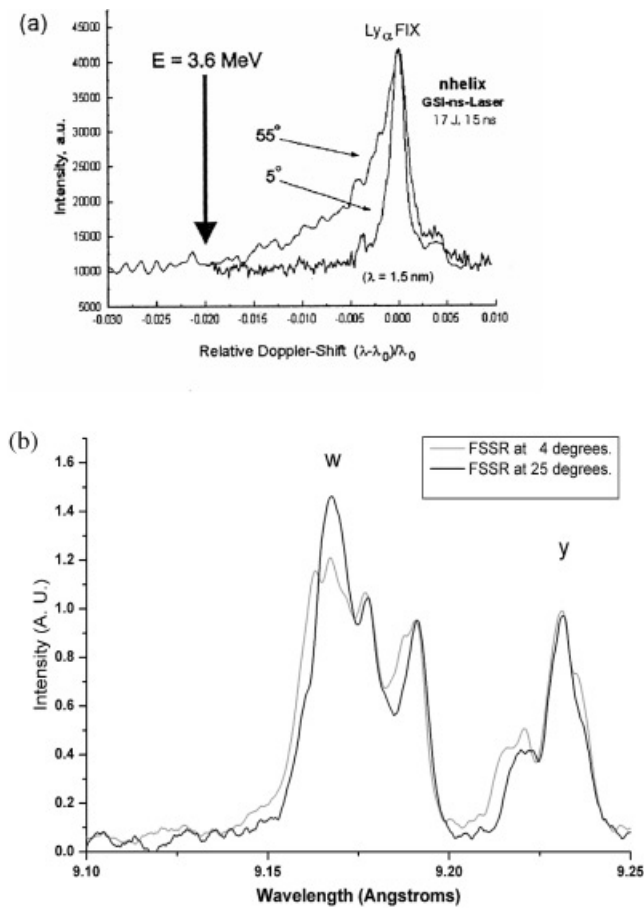 (a)
Lyα FIX
E = 3.6 MeV
nhelix
GSI-ns-Laser
17 J, 15 ns
55°
5°
(λ = 1.5 nm)
Intensity, a.u.
45000
40000
35000
30000
25000
20000
15000
10000
5000
-0.030 -0.025 -0.020 -0.015 -0.010 -0.005 0.000 0.005 0.010
Relative Doppler-Shift (λ-λ0)/λ0
(b)
FSSR at 4 degrees.
FSSR at 25 degrees.
w
y
Intensity (A. U.)
1.6
1.4
1.2
1.0
0.8
0.6
0.4
0.2
0.0
9.10 9.15 9.20 9.25
Wavelength (Angstroms)